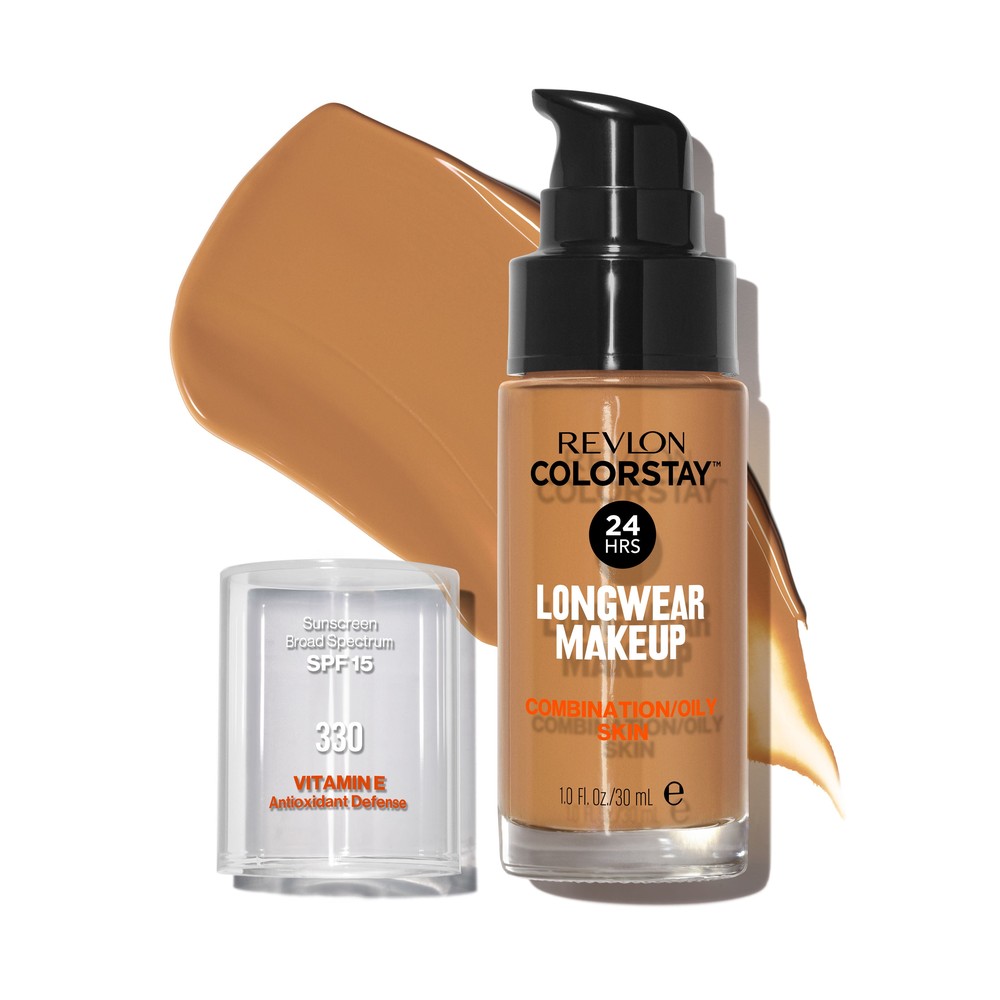 REVLON
COLORSTAY™
24
HRS
LONGWEAR
MAKEUP
COMBINATION/OILY
SKIN
1.0 Fl. Oz./30 mL e
Sunscreen
Broad Spectrum
SPF 15
330
VITAMIN E
Antioxidant Defense